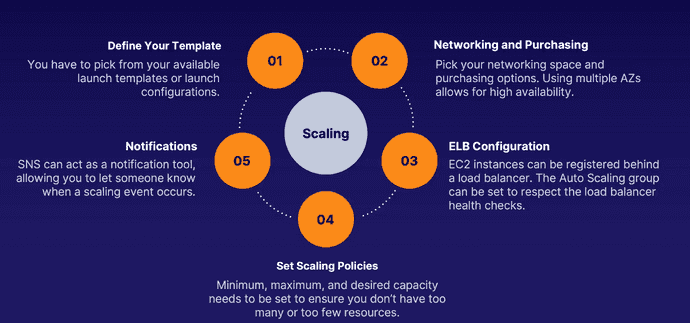 Define Your Template
You have to pick from your available
launch templates or launch
configurations.
01
02
Networking and Purchasing
Pick your networking space and
purchasing options. Using multiple AZs
allows for high availability.
Scaling
Notifications
SNS can act as a notification tool,
allowing you to let someone know
when a scaling event occurs.
05
03
ELB Configuration
EC2 instances can be registered behind
a load balancer. The Auto Scaling group
can be set to respect the load balancer
health checks.
04
Set Scaling Policies
Minimum, maximum, and desired capacity
needs to be set to ensure you don't have too
many or too few resources.